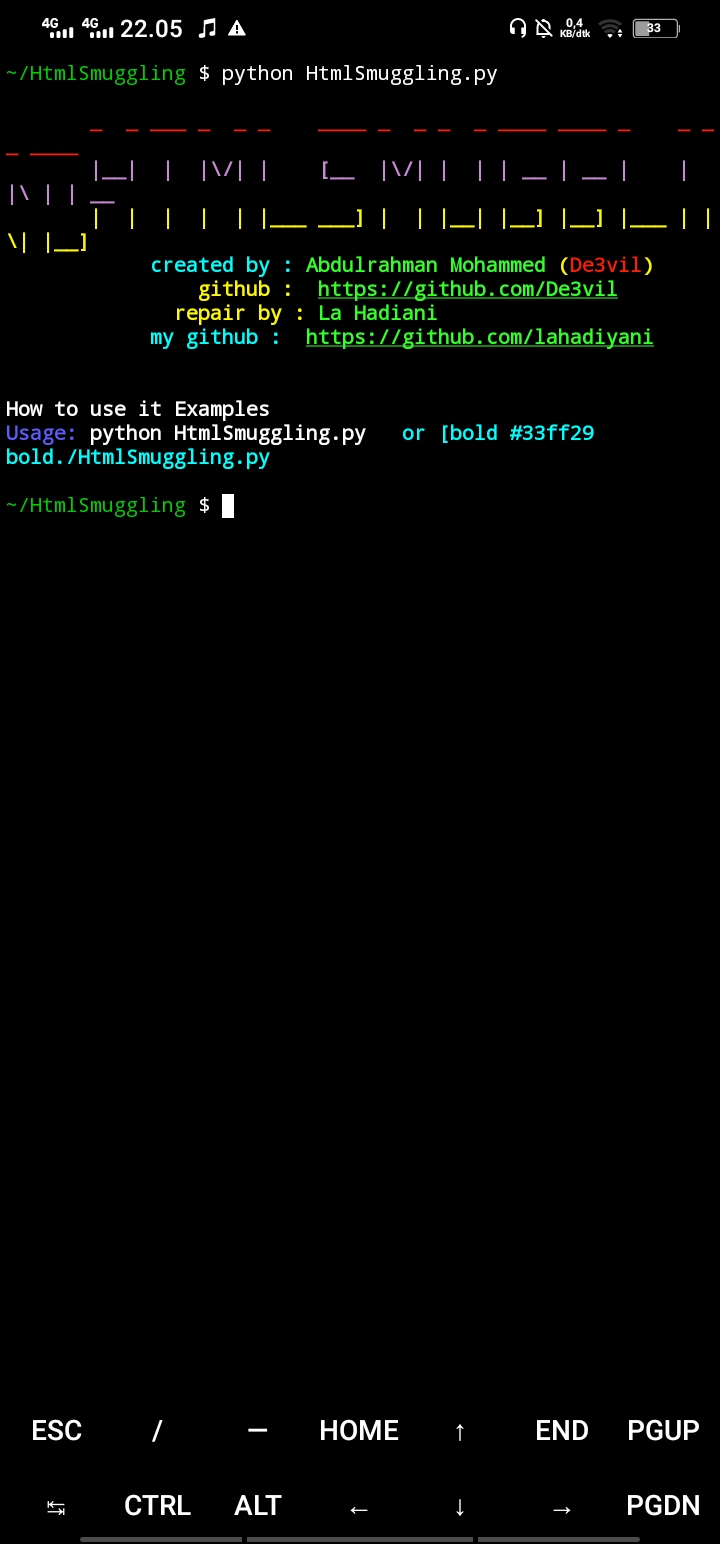 4G 4G 22.05 0,4 KB/dtk 33
~/HtmlSmuggling $ python HtmlSmuggling.py
_  _ ___ _  _ _    ____ _  _ _  _ ____ ____ _    _ _
_ ____
|__|  |  |\/| |    [__  |\/| |  | | __ | __ |    |
|\ | | __
|  |  |  |  | |___ ___] |  | |__| |__] |__] |___ | |
\| |__]
created by : Abdulrahman Mohammed (De3vil)
github :  https://github.com/De3vil
repair by : La Hadiani
my github :  https://github.com/lahadiyani
How to use it Examples
Usage: python HtmlSmuggling.py   or [bold #33ff29
bold./HtmlSmuggling.py
~/HtmlSmuggling $
ESC / — HOME ↑ END PGUP
↹ CTRL ALT ← ↓ → PGDN